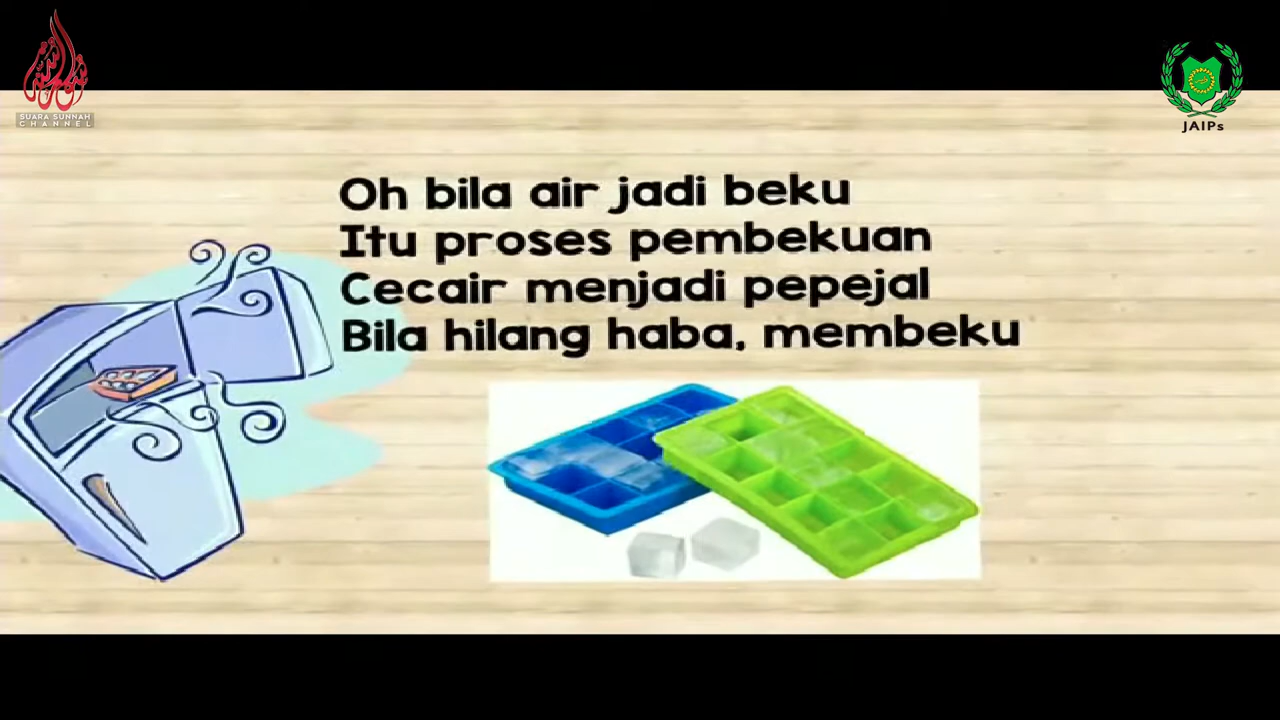 SUARA SUNNAH
CHANNEL
JAIPs
Oh bila air jadi beku
Itu proses pembekuan
Cecair menjadi pepejal
Bila hilang haba, membeku